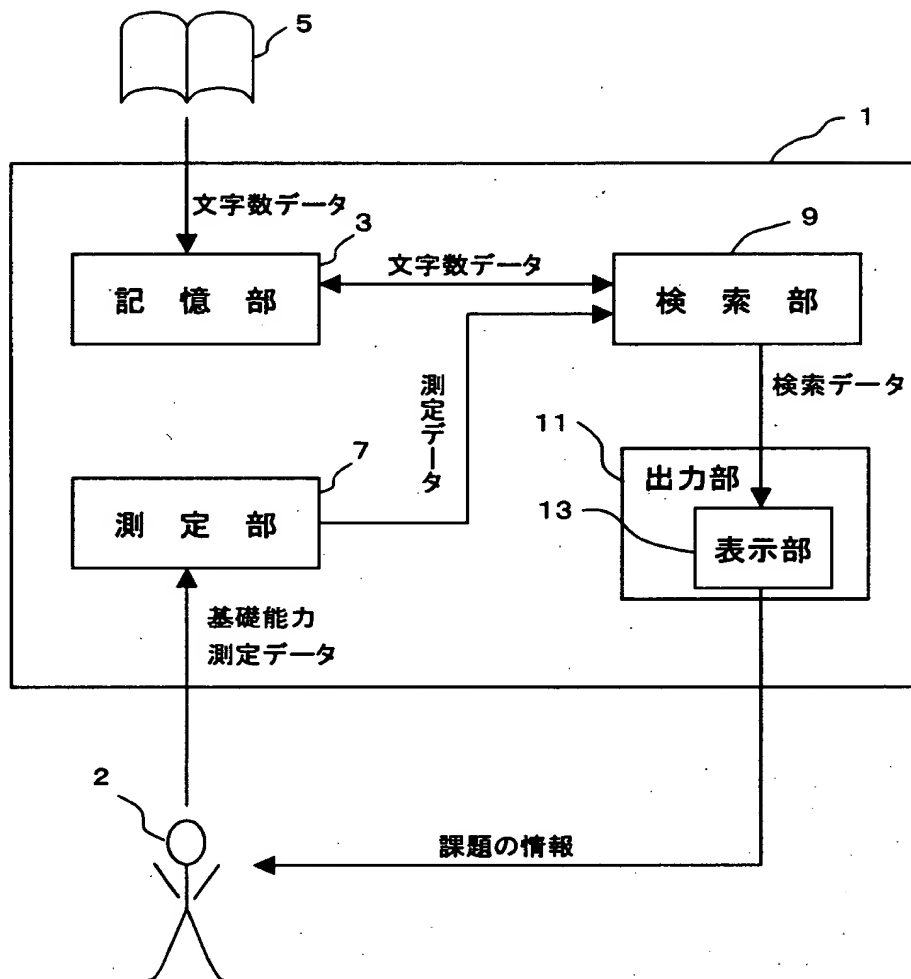 5
1
文字数データ
3
9
記憶部
文字数データ
検索部
測定データ
検索データ
7
11
出力部
測定部
13
表示部
基礎能力
測定データ
2
課題の情報